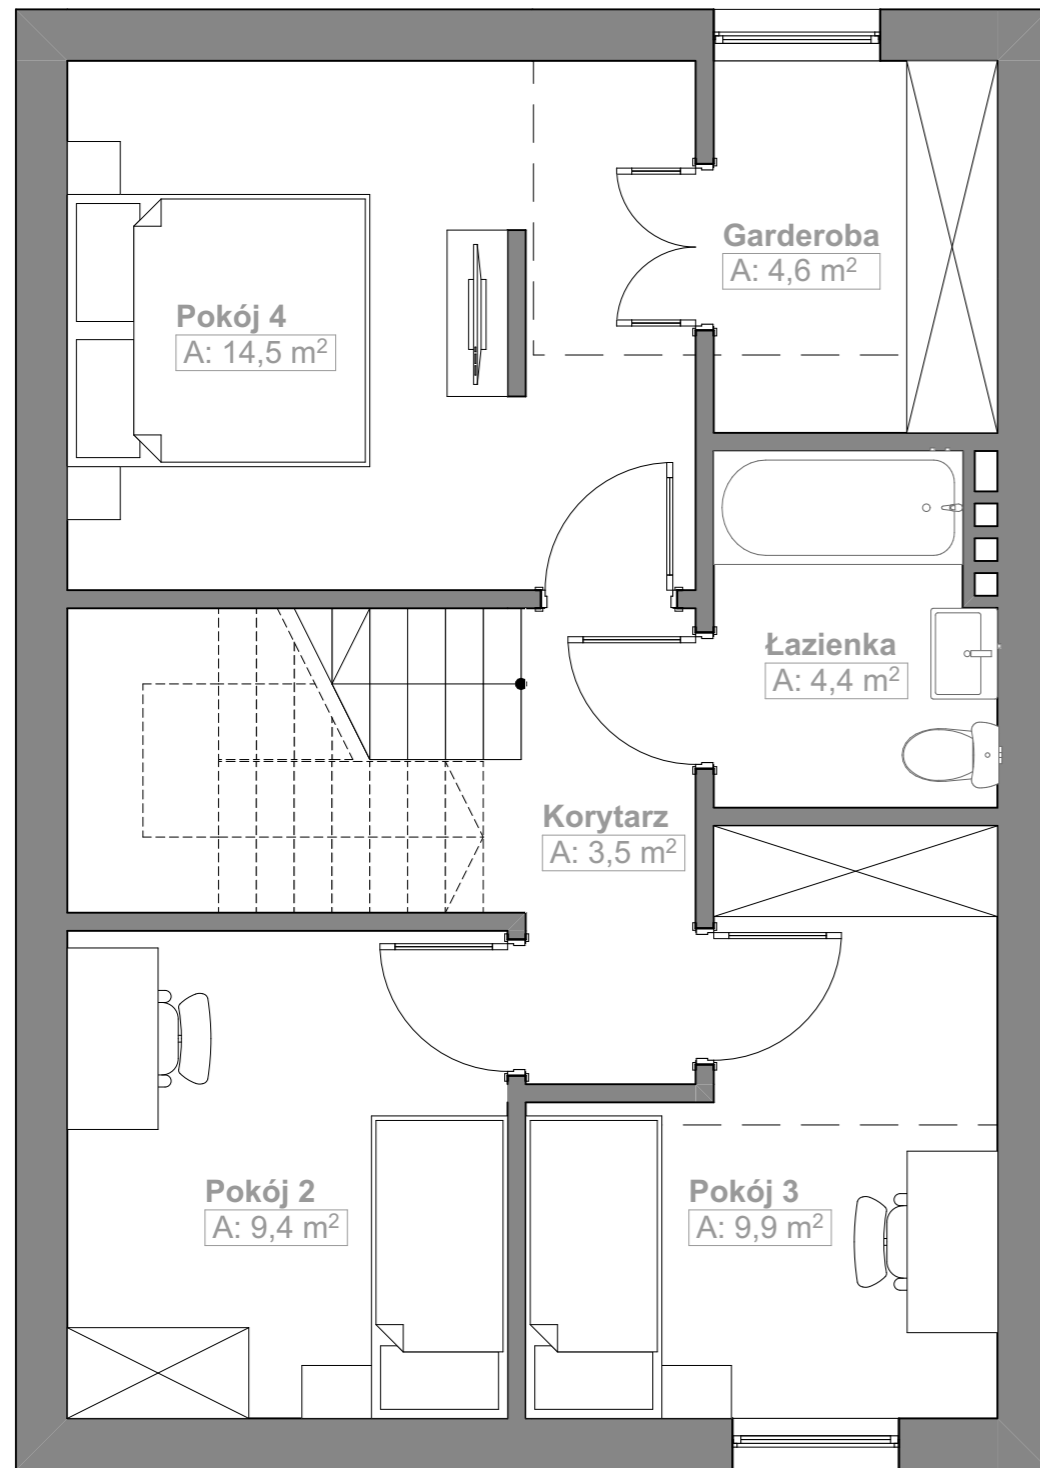 Garderoba
A: 4,6 m²
Pokój 4
A: 14,5 m²
Łazienka
A: 4,4 m²
Korytarz
A: 3,5 m²
Pokój 2
A: 9,4 m²
Pokój 3
A: 9,9 m²